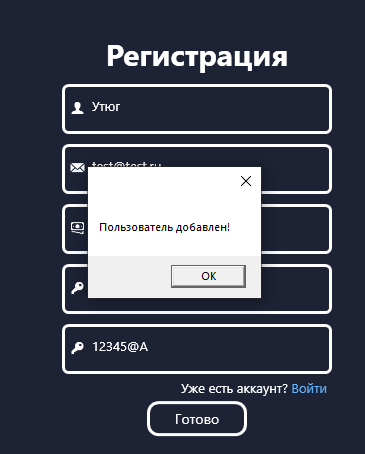 Регистрация
Утюг
test@test.ru
Пользователь добавлен!
OK
12345@A
Уже есть аккаунт? Войти
Готово